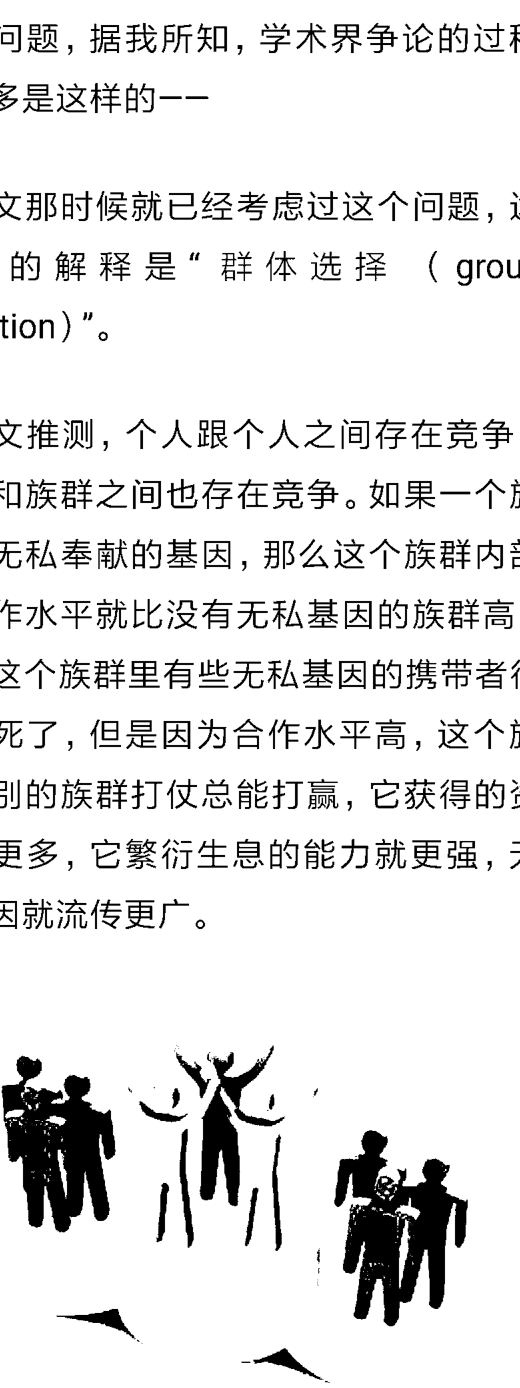 问题，据我所知，学术界争论的过程
多是这样的——
文那时候就已经考虑过这个问题，这
的解释是“群体选择（grou
tion）”。
文推测，个人跟个人之间存在竞争
和族群之间也存在竞争。如果一个族
无私奉献的基因，那么这个族群内部
作水平就比没有无私基因的族群高
这个族群里有些无私基因的携带者
死了，但是因为合作水平高，这个族
别的族群打仗总能打赢，它获得的资
更多，它繁衍生息的能力就更强，无
因就流传更广。